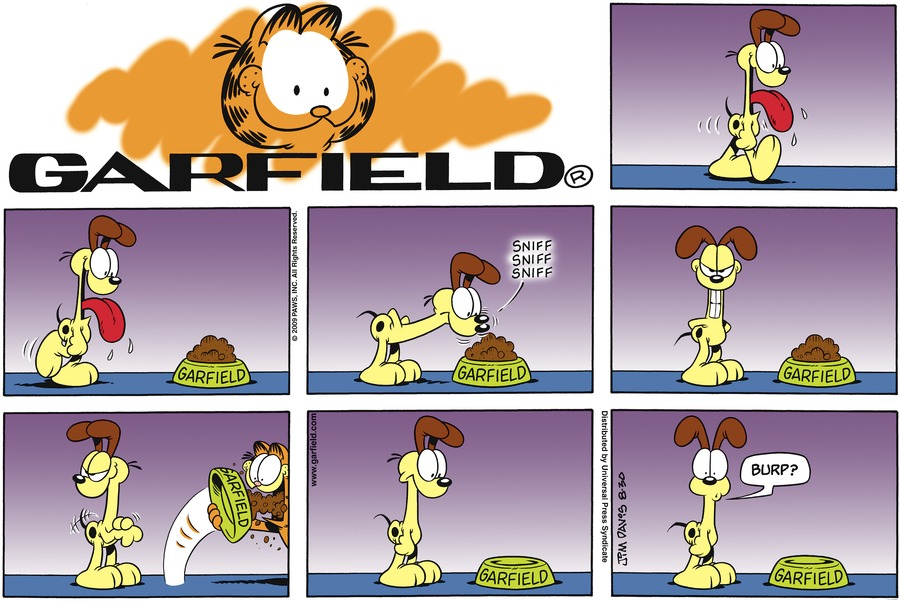 GARFIELD®
© 2009 PAWS, INC. All Rights Reserved.
GARFIELD
SNIFF
SNIFF
SNIFF
GARFIELD
GARFIELD
GARFIELD
www.garfield.com
GARFIELD
Distributed by Universal Press Syndicate
JIM DAVIS 8·30
BURP?
GARFIELD